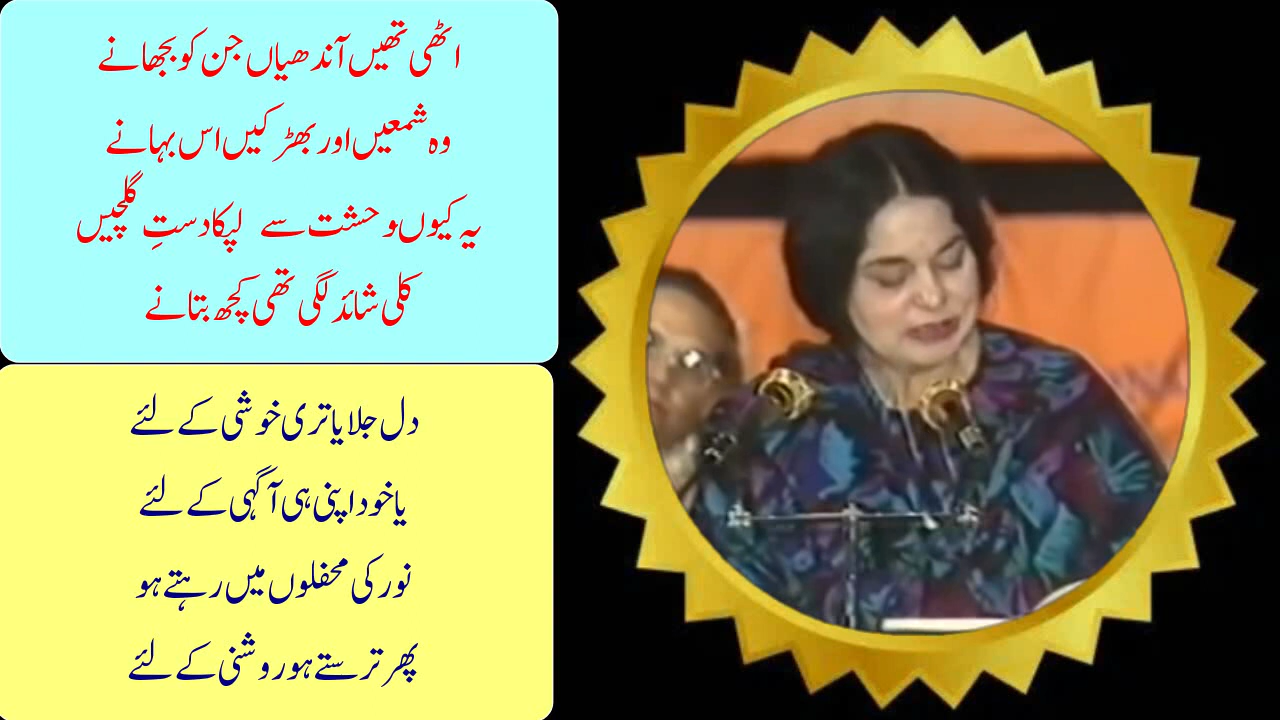 اٹھی تھیں آندھیاں جن کو بجھانے
وہ شمعیں اور بھڑکیں اس بہانے
یہ کیوں وحشت سے لپکا دستِ گلچیں
کلی شائد لگی تھی کچھ بتانے
دل جلایا تری خوشی کے لئے
یا خود اپنی ہی آگہی کے لئے
نور کی محفلوں میں رہتے ہو
پھر ترستے ہو روشنی کے لئے